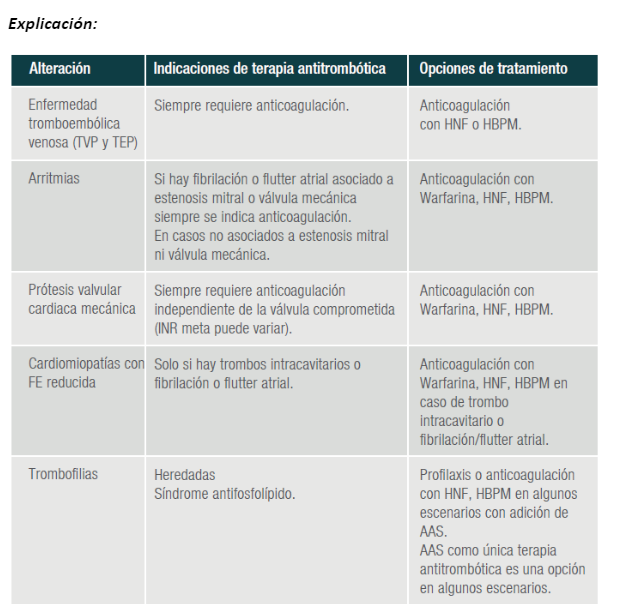 Explicación:
Alteración
Indicaciones de terapia antitrombótica
Opciones de tratamiento
Enfermedad
tromboembólica
venosa (TVP y TEP)
Siempre requiere anticoagulación.
Anticoagulación
con HNF o HBPM.
Arritmias
Si hay fibrilación o flutter atrial asociado a
estenosis mitral o válvula mecánica
siempre se indica anticoagulación.
En casos no asociados a estenosis mitral
ni válvula mecánica.
Anticoagulación con
Warfarina, HNF, HBPM.
Prótesis valvular
cardiaca mecánica
Siempre requiere anticoagulación
independiente de la válvula comprometida
(INR meta puede variar).
Anticoagulación con
Warfarina, HNF, HBPM.
Cardiomiopatías con
FE reducida
Solo si hay trombos intracavitarios o
fibrilación o flutter atrial.
Anticoagulación con
Warfarina, HNF, HBPM en
caso de trombo
intracavitario o
fibrilación/flutter atrial.
Trombofilias
Heredadas
Síndrome antifosfolípido.
Profilaxis o anticoagulación
con HNF, HBPM en algunos
escenarios con adición de
AAS.
AAS como única terapia
antitrombótica es una opción
en algunos escenarios.